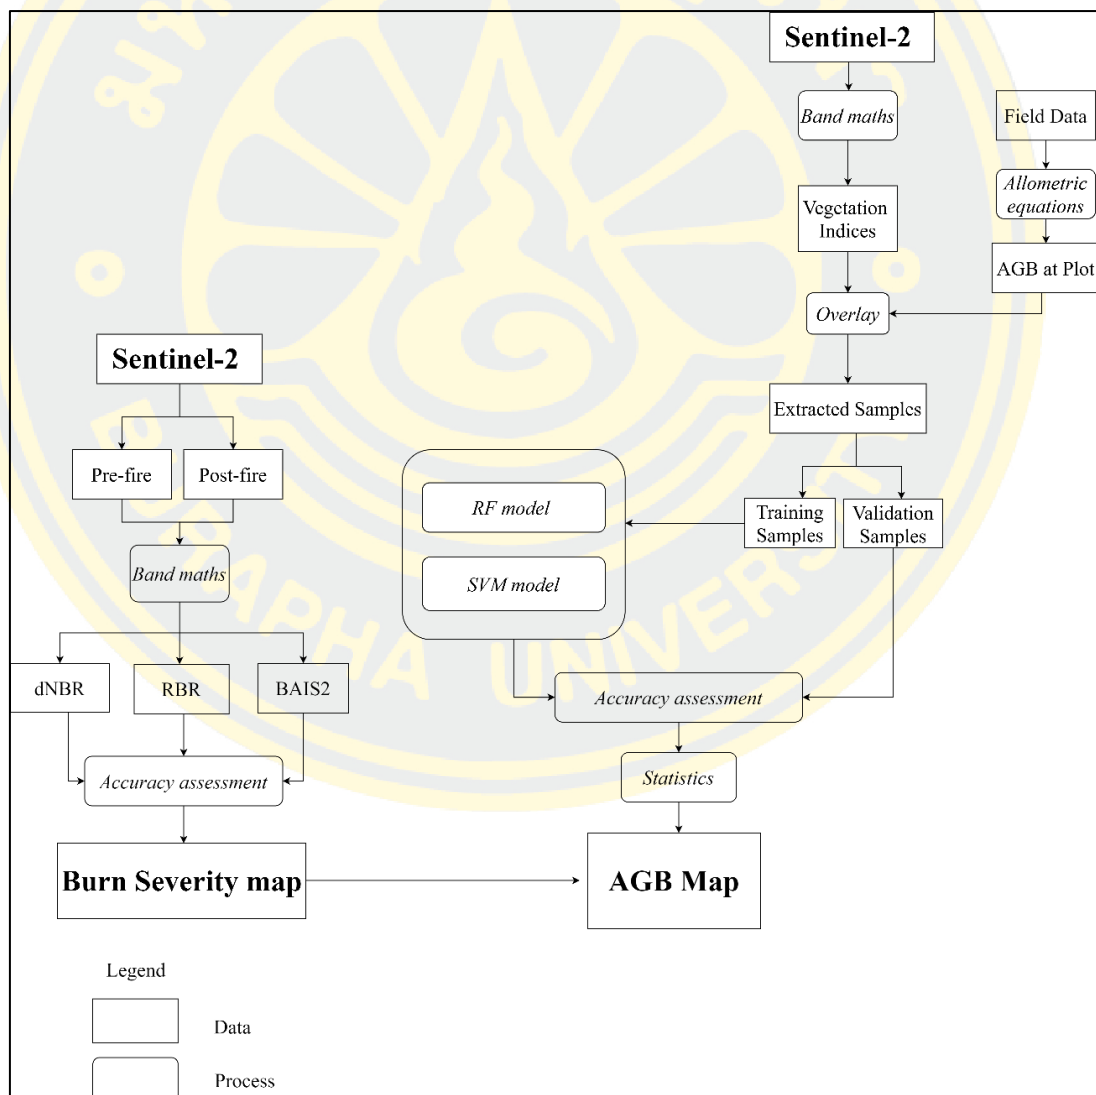 Sentinel-2
Band maths
Field Data
Vegetation
Indices
Allometric
equations
AGB at Plot
Overlay
Sentinel-2
Extracted Samples
Pre-fire
Post-fire
RF model
Training
Samples
Validation
Samples
Band maths
SVM model
dNBR
RBR
BAIS2
Accuracy assessment
Accuracy assessment
Statistics
Burn Severity map
AGB Map
Legend
Data
Process
BURAPHA UNIVERSITY